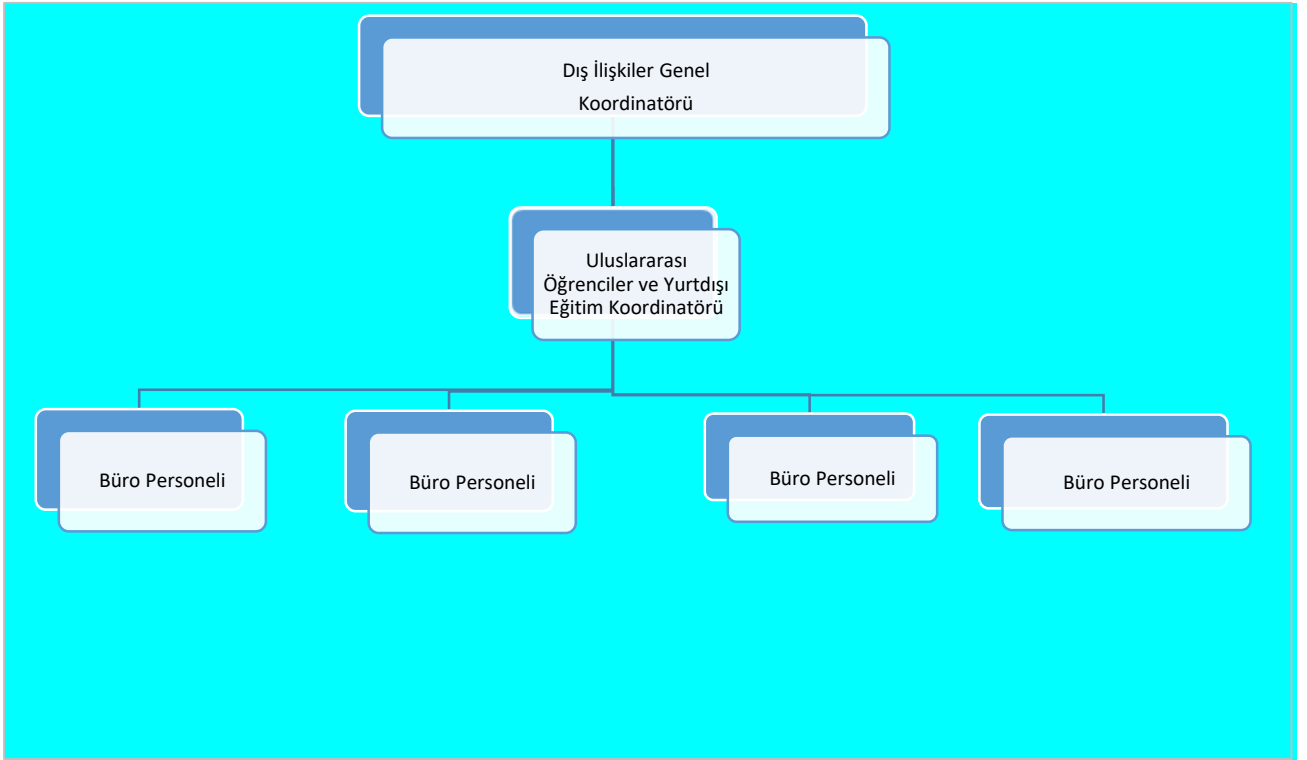 Dış İlişkiler Genel
Koordinatörü
Uluslararası
Öğrenciler ve Yurtdışı
Eğitim Koordinatörü
Büro Personeli
Büro Personeli
Büro Personeli
Büro Personeli